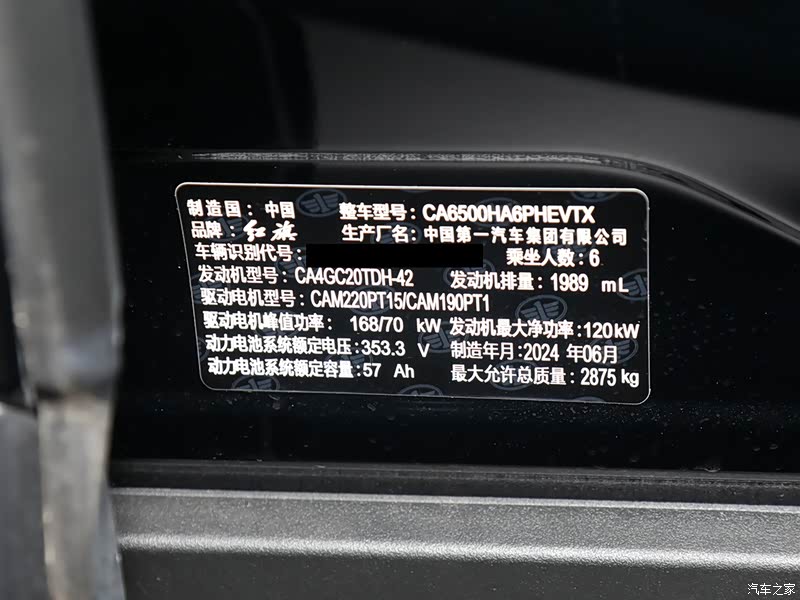 制造国：中国 整车型号：CA6500HA6PHEVTX
品牌：红旗 生产厂名：中国第一汽车集团有限公司
车辆识别代号： 乘坐人数：6
发动机型号：CA4GC20TDH-42 发动机排量：1989 mL
驱动电机型号：CAM220PT15/CAM190PT1
驱动电机峰值功率：168/70 kW 发动机最大净功率：120kW
动力电池系统额定电压：353.3 V 制造年月：2024 年06月
动力电池系统额定容量：57 Ah 最大允许总质量：2875 kg
汽车之家